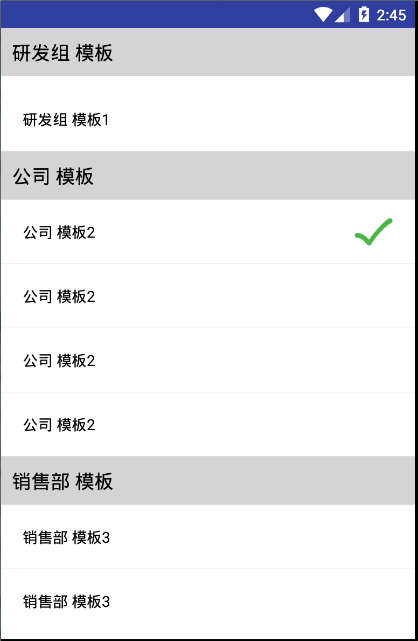 2:45
研发组 模板
研发组 模板1
公司 模板
公司 模板2
公司 模板2
公司 模板2
公司 模板2
销售部 模板
销售部 模板3
销售部 模板3